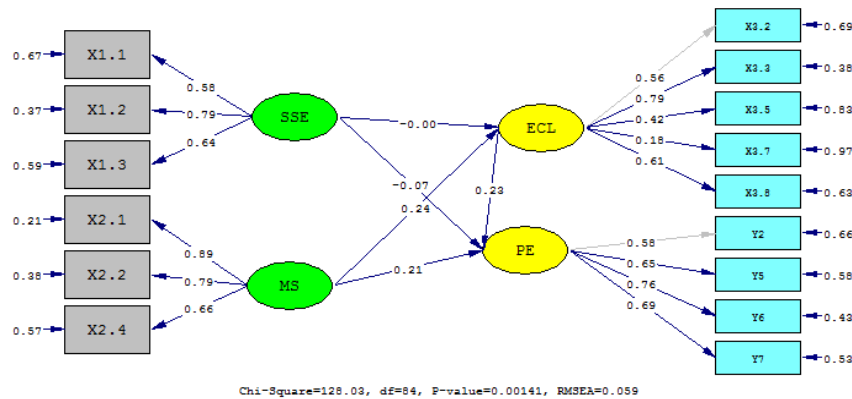 0.67
X1.1
0.37
X1.2
0.59
X1.3
0.21
X2.1
0.38
X2.2
0.57
X2.4
0.58
0.79
0.64
0.89
0.79
0.66
SSE
MS
-0.00
-0.07
0.24
0.23
0.21
ECL
PE
0.56
0.79
0.42
0.18
0.61
0.58
0.65
0.76
0.69
X3.2
0.69
X3.3
0.38
X3.5
0.83
X3.7
0.97
X3.8
0.63
Y2
0.66
Y5
0.58
Y6
0.43
Y7
0.53
Chi-Square=128.03, df=84, P-value=0.00141, RMSEA=0.059